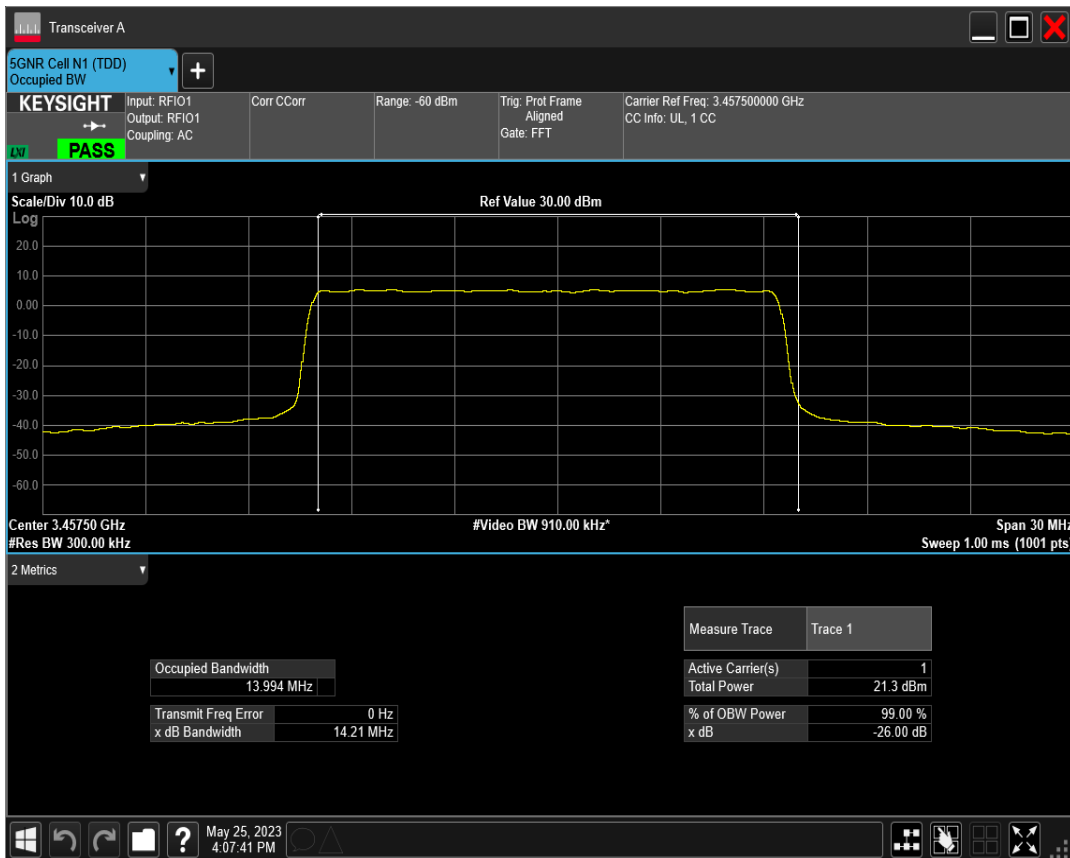 Transceiver A
5GNR Cell N1 (TDD)
Occupied BW
KEYSIGHT
LXI
PASS
Input: RFIO1
Output: RFIO1
Coupling: AC
Corr CCorr
Range: -60 dBm
Trig: Prot Frame
Aligned
Gate: FFT
Carrier Ref Freq: 3.457500000 GHz
CC Info: UL, 1 CC
1 Graph
Scale/Div 10.0 dB
Ref Value 30.00 dBm
Log
20.0
10.0
0.00
-10.0
-20.0
-30.0
-40.0
-50.0
-60.0
Center 3.45750 GHz
#Video BW 910.00 kHz*
Span 30 MHz
#Res BW 300.00 kHz
Sweep 1.00 ms (1001 pts)
2 Metrics
Measure Trace Trace 1
Occupied Bandwidth
13.994 MHz
Active Carrier(s) 1
Total Power 21.3 dBm
Transmit Freq Error 0 Hz
x dB Bandwidth 14.21 MHz
% of OBW Power 99.00 %
x dB -26.00 dB
?
May 25, 2023
4:07:41 PM